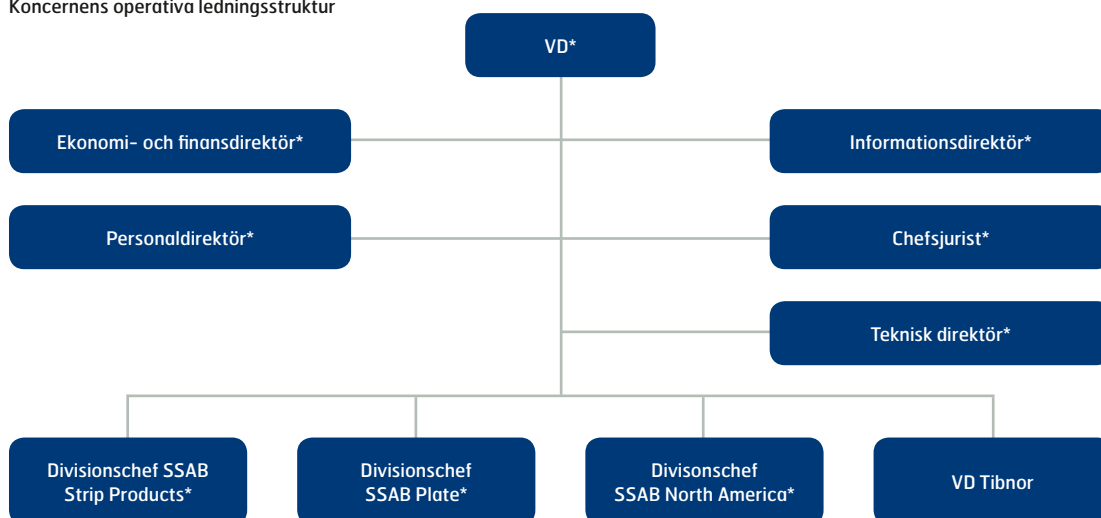 Koncernens operativa ledningsstruktur
VD*
Ekonomi- och finansdirektör*
Informationsdirektör*
Personaldirektör*
Chefsjurist*
Teknisk direktör*
Divisionschef SSAB
Strip Products*
Divisionschef
SSAB Plate*
Divisonschef
SSAB North America*
VD Tibnor